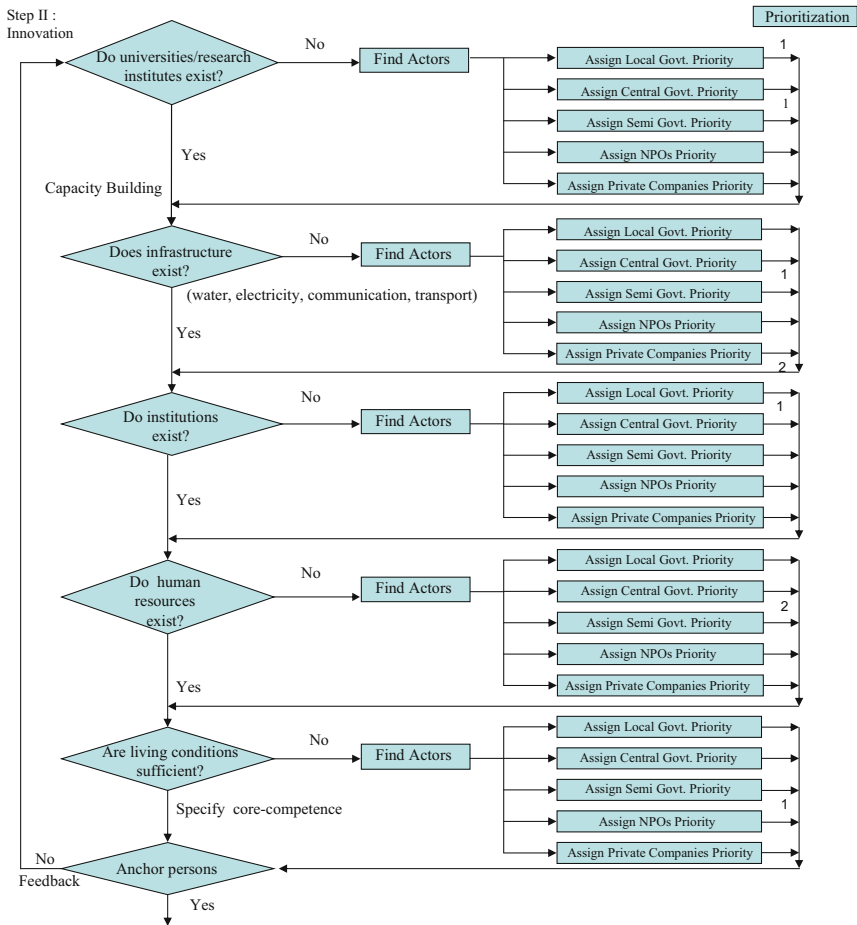 Step II :
Innovation
Prioritization
Do universities/research
institutes exist?
No
Find Actors
1
Assign Local Govt. Priority
Assign Central Govt. Priority
1
Assign Semi Govt. Priority
Assign NPOs Priority
Assign Private Companies Priority
Yes
Capacity Building
Does infrastructure
exist?
No
Find Actors
(water, electricity, communication, transport)
Assign Local Govt. Priority
Assign Central Govt. Priority
1
Assign Semi Govt. Priority
Assign NPOs Priority
Assign Private Companies Priority
2
Yes
Do institutions
exist?
No
Find Actors
Assign Local Govt. Priority
1
Assign Central Govt. Priority
Assign Semi Govt. Priority
Assign NPOs Priority
Assign Private Companies Priority
Yes
Do human
resources
exist?
No
Find Actors
Assign Local Govt. Priority
Assign Central Govt. Priority
2
Assign Semi Govt. Priority
Assign NPOs Priority
Assign Private Companies Priority
Yes
Are living conditions
sufficient?
No
Find Actors
Assign Local Govt. Priority
Assign Central Govt. Priority
Assign Semi Govt. Priority
1
Assign NPOs Priority
Assign Private Companies Priority
Specify core-competence
Anchor persons
No
Feedback
Yes